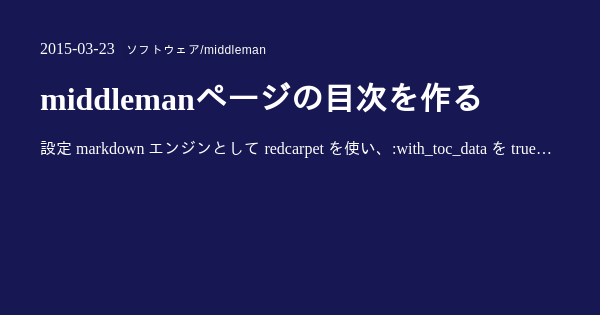 2015-03-23 ソフトウェア/middleman
middlemanページの目次を作る
設定 markdown エンジンとして redcarpet を使い、:with_toc_data を true…